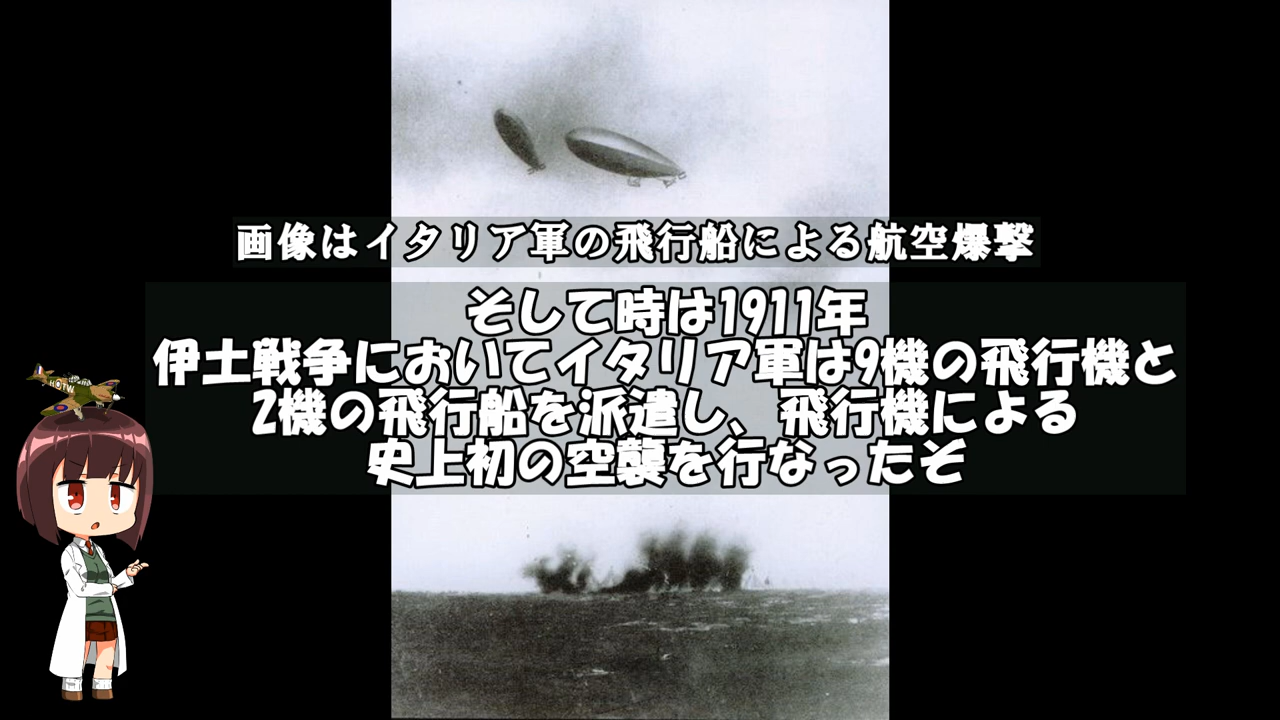 画像はイタリア軍の飛行船による航空爆撃
そして時は1911年
伊土戦争においてイタリア軍は9機の飛行機と
2機の飛行船を派遣し、飛行機による
史上初の空襲を行なったぞ